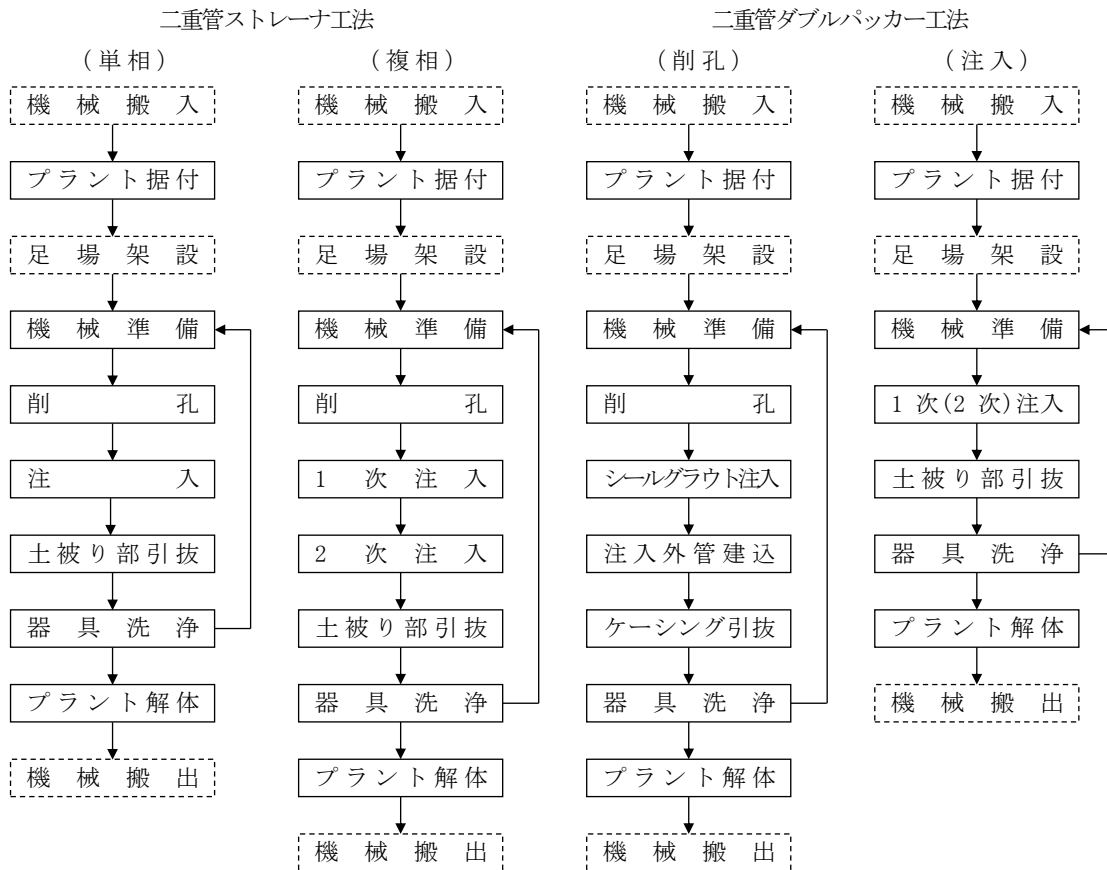 二重管ストレーナ工法
(単相)
機械搬入
プラント据付
足場架設
機械準備
削孔
注入
土被り部引抜
器具洗浄
プラント解体
機械搬出
(複相)
機械搬入
プラント据付
足場架設
機械準備
削孔
1次注入
2次注入
土被り部引抜
器具洗浄
プラント解体
機械搬出
二重管ダブルパッカー工法
(削孔)
機械搬入
プラント据付
足場架設
機械準備
削孔
シールグラウト注入
注入外管建込
ケーシング引抜
器具洗浄
プラント解体
機械搬出
(注入)
機械搬入
プラント据付
足場架設
機械準備
1次(2次)注入
土被り部引抜
器具洗浄
プラント解体
機械搬出